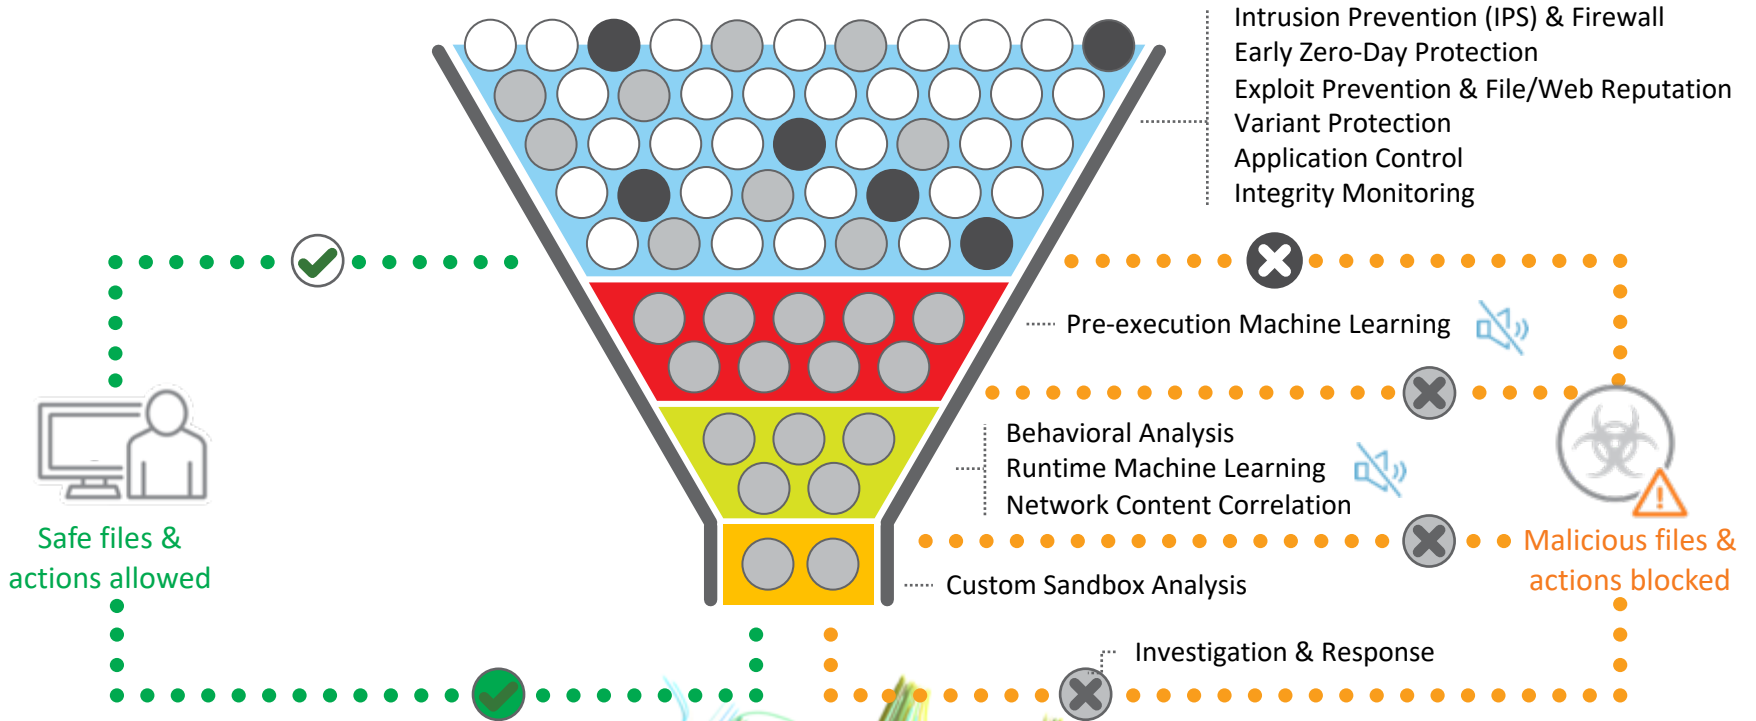 Intrusion Prevention (IPS) & Firewall
Early Zero-Day Protection
Exploit Prevention & File/Web Reputation
Variant Protection
Application Control
Integrity Monitoring
Pre-execution Machine Learning
Behavioral Analysis
Runtime Machine Learning
Network Content Correlation
Safe files &
actions allowed
Malicious files &
actions blocked
Custom Sandbox Analysis
Investigation & Response